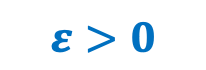 𝜺 > 𝟎